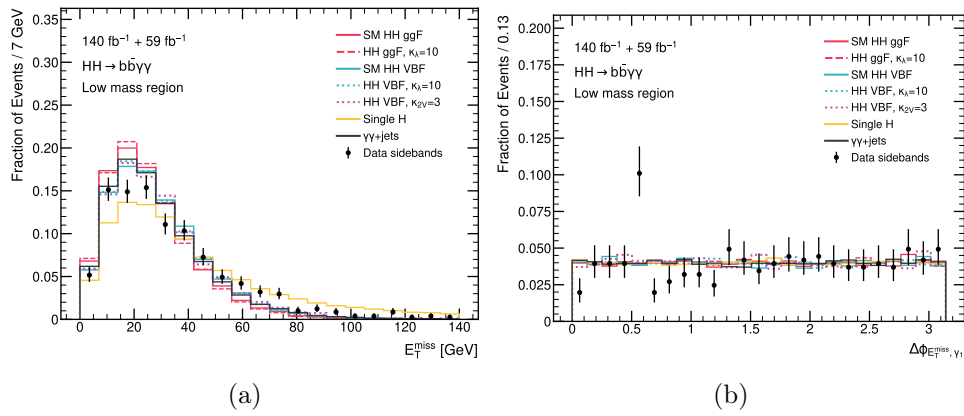 Fraction of Events / 7 GeV
0.35
0.30
0.25
0.20
0.15
0.10
0.05
0.0
140 fb⁻¹ + 59 fb⁻¹
HH → bb̄γγ
Low mass region
SM HH ggF
HH ggF, κλ=10
SM HH VBF
HH VBF, κλ=10
HH VBF, κ2V=3
Single H
γγ+jets
Data sidebands
0 20 40 60 80 100 120 140
E_T^miss [GeV]
(a)
Fraction of Events / 0.13
0.200
0.175
0.150
0.125
0.100
0.075
0.050
0.025
0.0
140 fb⁻¹ + 59 fb⁻¹
HH → bb̄γγ
Low mass region
SM HH ggF
HH ggF, κλ=10
SM HH VBF
HH VBF, κλ=10
HH VBF, κ2V=3
Single H
γγ+jets
Data sidebands
0 0.5 1 1.5 2 2.5 3
Δϕ_E_T^miss, γ1
(b)